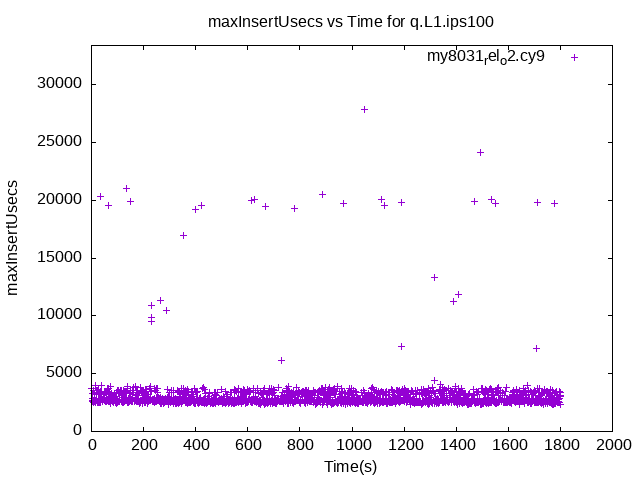 maxInsertUsecs vs Time for q.L1.ips100
my8031relo2.cy9
30000
25000
20000
15000
10000
5000
0
maxInsertUsecs
0 200 400 600 800 1000 1200 1400 1600 1800 2000
Time(s)